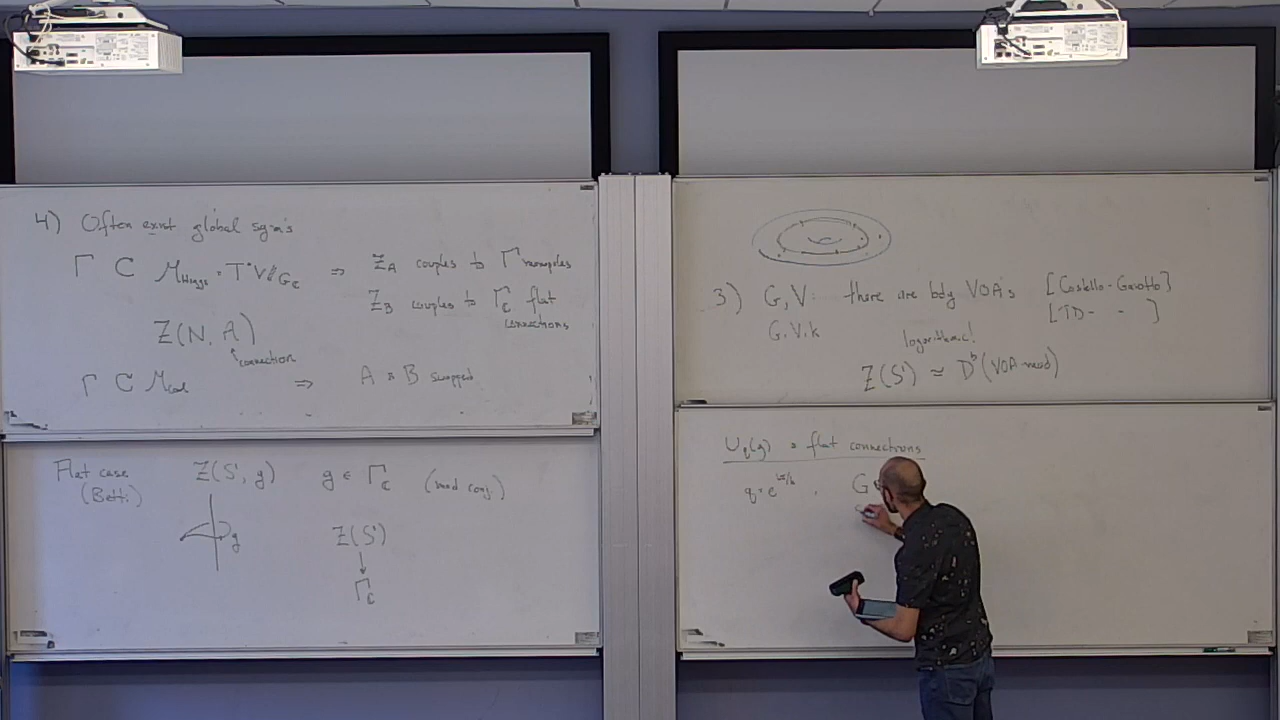 4) Often exist global sym's
Γ C M_Higgs = T*V///G_C ⇒ Z_A couples to Γ
Z_B couples to Γ_C flat connections
Z(N, A)
connection
Γ C M_Coul ⇒ A & B swapped
Flat case (Betti) Z(S¹, g) g ∈ Γ_C (mod conj.)
g
Z(S¹)
↓
Γ_C
3) G, V: there are bdy VOA's [Costello-Gaiotto]
G, V, k [TD- - ]
logarithmic!
Z(S¹) ≃ D^b(VOA-mod)
U_q(g) & flat connections
q = e^{iπ/k}, G